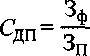 С_ДП = З_ф / З_П